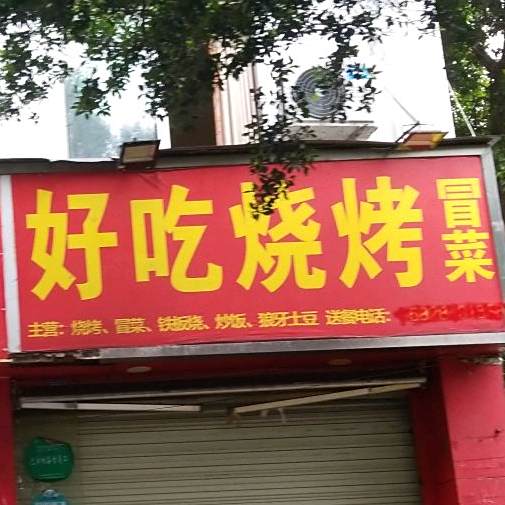 好吃烧烤
冒菜
主营：烧烤、冒菜、铁板烧、炒饭、狼牙土豆 送餐电话：